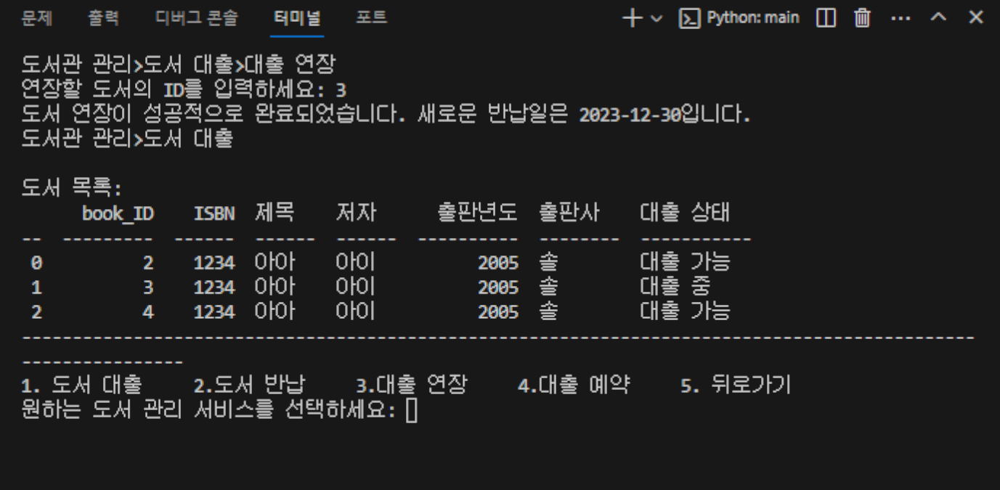 문제 출력 디버그 콘솔 터미널 포트 Python: main
도서관 관리>도서 대출>대출 연장
연장할 도서의 ID를 입력하세요: 3
도서 연장이 성공적으로 완료되었습니다. 새로운 반납일은 2023-12-30입니다.
도서관 관리>도서 대출
도서 목록:
book_ID ISBN 제목 저자 출판년도 출판사 대출 상태
-- --------- ------ ------ ------ ---------- -------- -----------
0 2 1234 아아 아이 2005 솔 대출 가능
1 3 1234 아아 아이 2005 솔 대출 중
2 4 1234 아아 아이 2005 솔 대출 가능
----------------------------------------------------------------------------------------------
----------------
1. 도서 대출 2.도서 반납 3.대출 연장 4.대출 예약 5. 뒤로가기
원하는 도서 관리 서비스를 선택하세요: